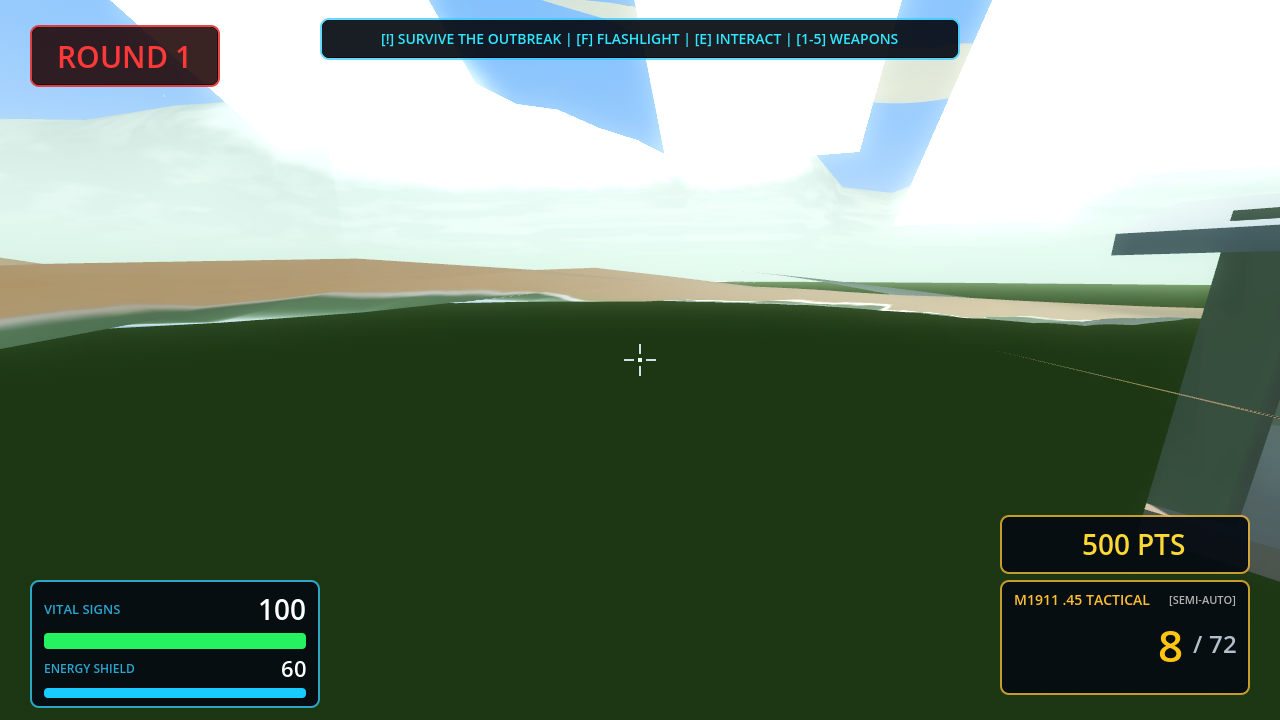 ROUND 1
[!] SURVIVE THE OUTBREAK | [F] FLASHLIGHT | [E] INTERACT | [1-5] WEAPONS
500 PTS
M1911 .45 TACTICAL [SEMI-AUTO]
8 / 72
VITAL SIGNS 100
ENERGY SHIELD 60